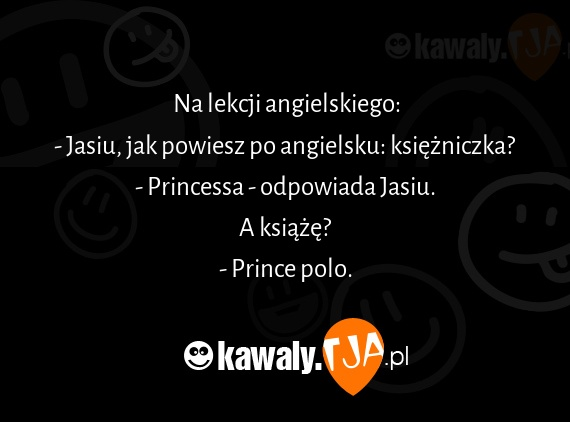 kawaly.TJA.p
Na lekcji angielskiego:
- Jasiu, jak powiesz po angielsku: księżniczka?
- Princessa - odpowiada Jasiu.
A książę?
- Prince polo.
kawaly.TJA.pl